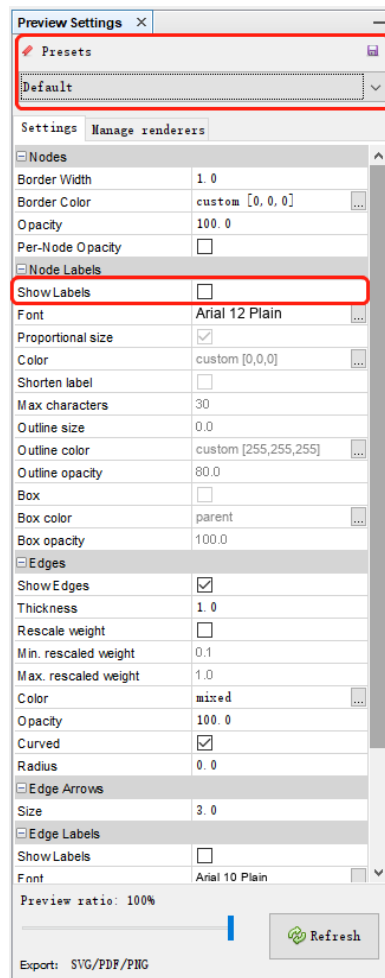 Preview Settings ×
Presets
Default
Settings Manage renderers
Nodes
Border Width 1.0
Border Color custom [0,0,0] ...
Opacity 100.0
Per-Node Opacity
Node Labels
Show Labels
Font Arial 12 Plain ...
Proportional size
Color custom [0,0,0] ...
Shorten label
Max characters 30
Outline size 0.0
Outline color custom [255,255,255] ...
Outline opacity 80.0
Box
Box color parent ...
Box opacity 100.0
Edges
Show Edges
Thickness 1.0
Rescale weight
Min. rescaled weight 0.1
Max. rescaled weight 1.0
Color mixed ...
Opacity 100.0
Curved
Radius 0.0
Edge Arrows
Size 3.0
Edge Labels
Show Labels
Font Arial 10 Plain ...
Preview ratio: 100%
Refresh
Export: SVG/PDF/PNG